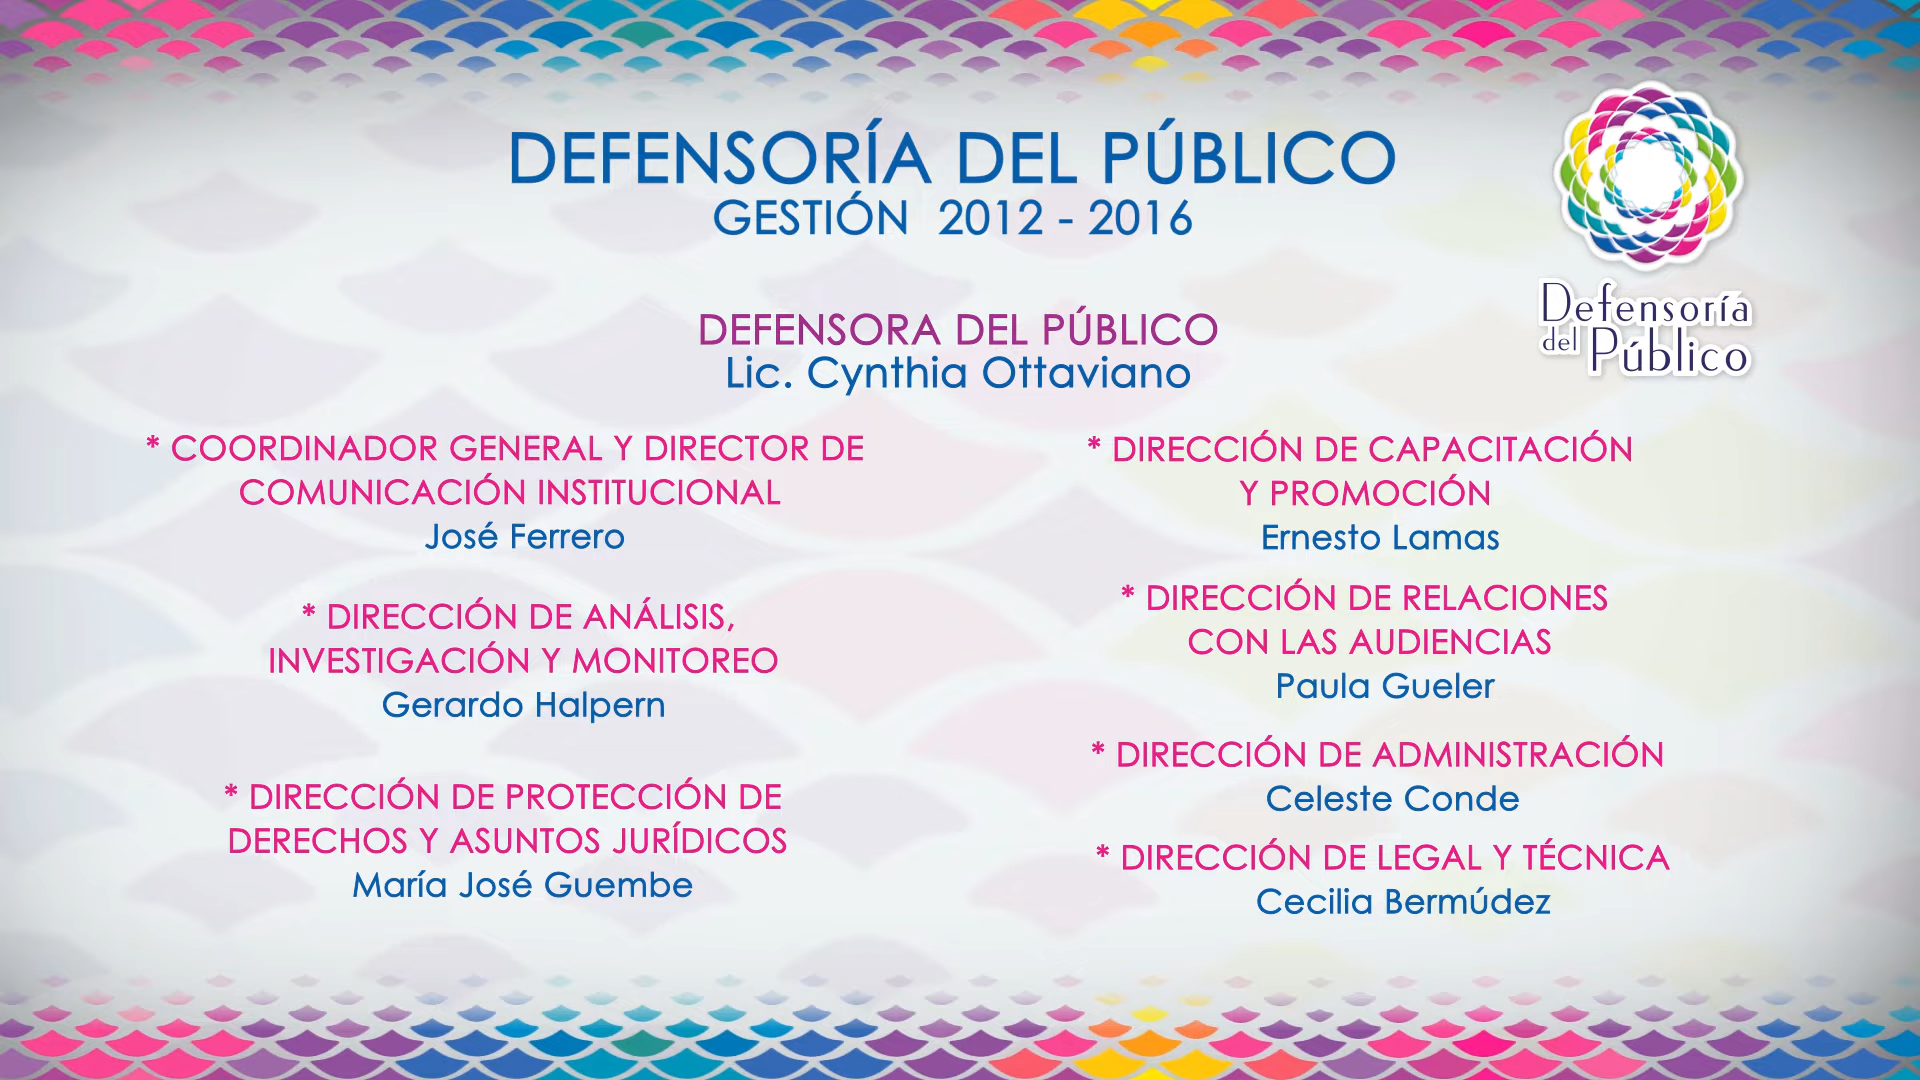 DEFENSORÍA DEL PÚBLICO
GESTIÓN 2012 - 2016
Defensoría
del Público
DEFENSORA DEL PÚBLICO
Lic. Cynthia Ottaviano
* COORDINADOR GENERAL Y DIRECTOR DE
COMUNICACIÓN INSTITUCIONAL
José Ferrero
* DIRECCIÓN DE ANÁLISIS,
INVESTIGACIÓN Y MONITOREO
Gerardo Halpern
* DIRECCIÓN DE PROTECCIÓN DE
DERECHOS Y ASUNTOS JURÍDICOS
María José Guembe
* DIRECCIÓN DE CAPACITACIÓN
Y PROMOCIÓN
Ernesto Lamas
* DIRECCIÓN DE RELACIONES
CON LAS AUDIENCIAS
Paula Gueler
* DIRECCIÓN DE ADMINISTRACIÓN
Celeste Conde
* DIRECCIÓN DE LEGAL Y TÉCNICA
Cecilia Bermúdez